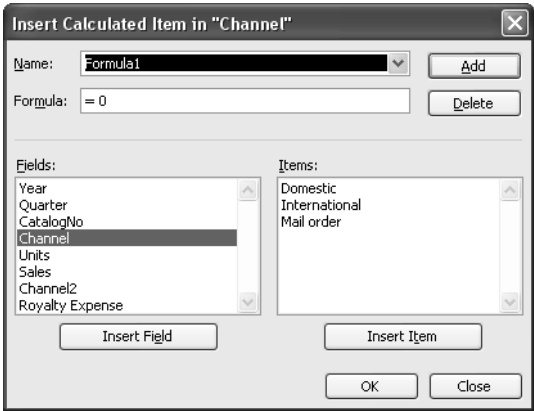 Insert Calculated Item in "Channel"
Name: Formula1 Add
Formula: = 0 Delete
Fields: Items:
Year Domestic
Quarter International
CatalogNo Mail order
Channel
Units
Sales
Channel2
Royalty Expense
Insert Field Insert Item
OK Close